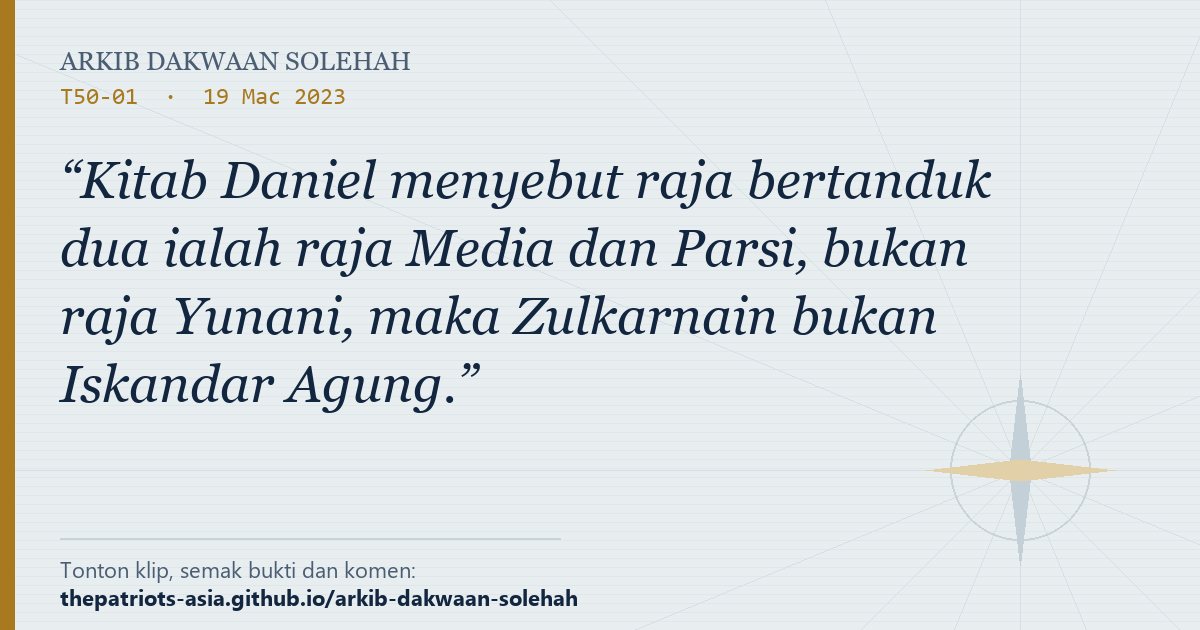 ARKIB DAKWAAN SOLEHAH
T50-01 · 19 Mac 2023
“Kitab Daniel menyebut raja bertanduk
dua ialah raja Media dan Parsi, bukan
raja Yunani, maka Zulkarnain bukan
Iskandar Agung.”
Tonton klip, semak bukti dan komen:
thepatriots-asia.github.io/arkib-dakwaan-solehah